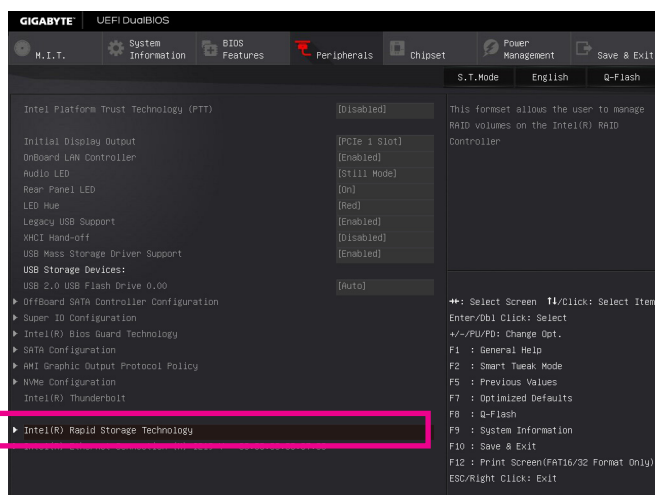 GIGABYTE™ UEFI DualBIOS
M.I.T. System Information BIOS Features Peripherals Chipset Power Management Save & Exit
S.T.Mode English Q-Flash
Intel Platform Trust Technology (PTT) [Disabled]
This formset allows the user to manage
RAID volumes on the Intel(R) RAID
Controller
Initial Display Output [PCIe 1 Slot]
OnBoard LAN Controller [Enabled]
Audio LED [Still Mode]
Rear Panel LED [On]
LED Hue [Red]
Legacy USB Support [Enabled]
XHCI Hand-off [Disabled]
USB Mass Storage Driver Support [Enabled]
USB Storage Devices:
USB 2.0 USB Flash Drive 0.00 [Auto]
OffBoard SATA Controller Configuration
Super IO Configuration
Intel(R) Bios Guard Technology
SATA Configuration
AMI Graphic Output Protocol Policy
NVMe Configuration
Intel(R) Thunderbolt
Intel(R) Rapid Storage Technology
→←: Select Screen ↑↓/Click: Select Item
Enter/Dbl Click: Select
+/-/PU/PD: Change Opt.
F1 : General Help
F2 : Smart Tweak Mode
F5 : Previous Values
F7 : Optimized Defaults
F8 : Q-Flash
F9 : System Information
F10 : Save & Exit
F12 : Print Screen(FAT16/32 Format Only)
ESC/Right Click: Exit